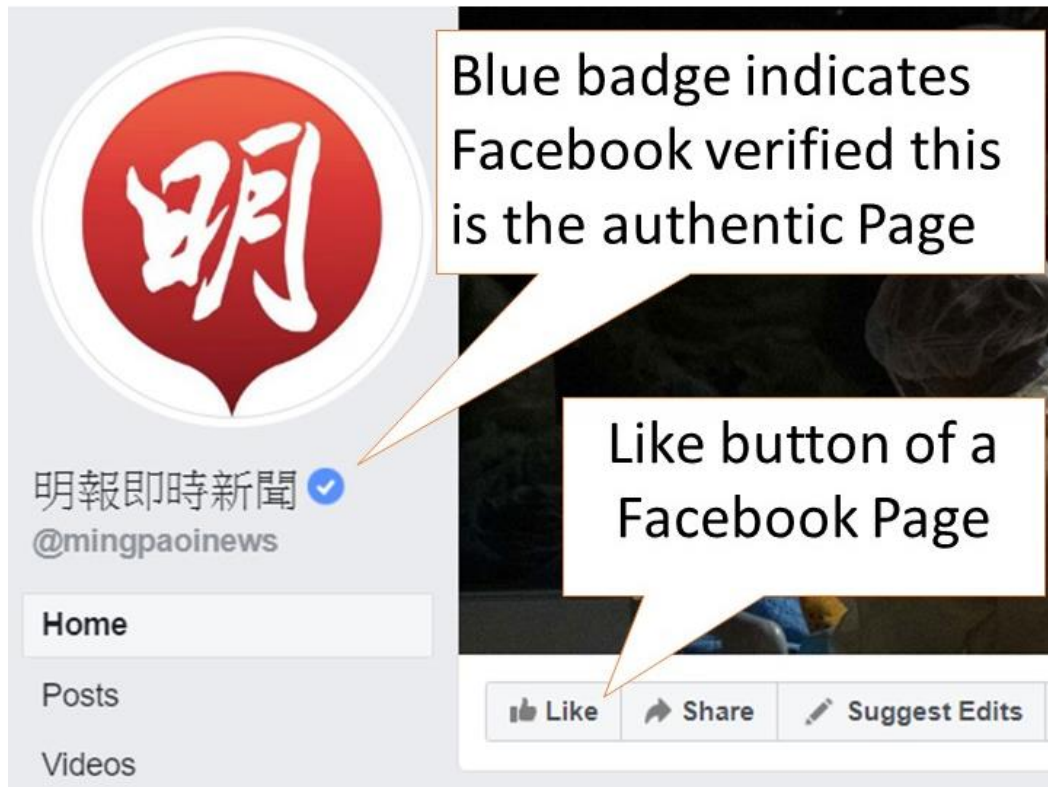 明
Blue badge indicates
Facebook verified this
is the authentic Page
明報即時新聞
@mingpaoinews
Like button of a
Facebook Page
Home
Posts
Videos
Like
Share
Suggest Edits